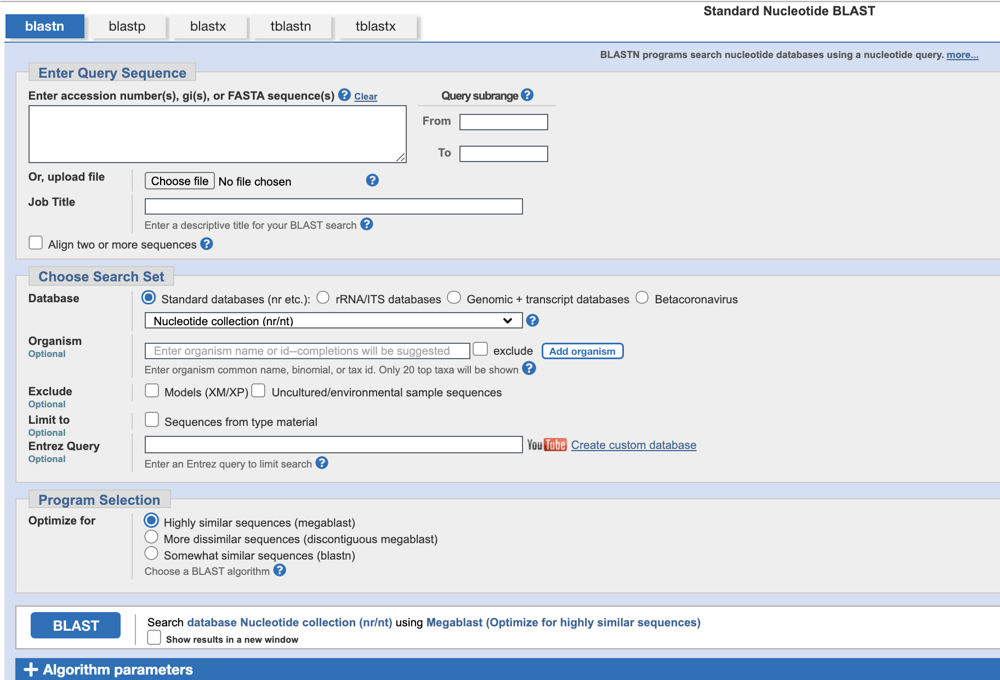 Standard Nucleotide BLAST
blastn blastp blastx tblastn tblastx
BLASTN programs search nucleotide databases using a nucleotide query. more...
Enter Query Sequence
Enter accession number(s), gi(s), or FASTA sequence(s) ? Clear Query subrange ?
From
To
Or, upload file Choose file No file chosen ?
Job Title
Enter a descriptive title for your BLAST search ?
Align two or more sequences ?
Choose Search Set
Database Standard databases (nr etc.): rRNA/ITS databases Genomic + transcript databases Betacoronavirus
Nucleotide collection (nr/nt) ?
Organism
Optional
Enter organism name or id--completions will be suggested exclude Add organism
Enter organism common name, binomial, or tax id. Only 20 top taxa will be shown ?
Exclude Models (XM/XP) Uncultured/environmental sample sequences
Optional
Limit to Sequences from type material
Optional
Entrez Query YouTube Create custom database
Optional
Enter an Entrez query to limit search ?
Program Selection
Optimize for Highly similar sequences (megablast)
More dissimilar sequences (discontiguous megablast)
Somewhat similar sequences (blastn)
Choose a BLAST algorithm ?
BLAST Search database Nucleotide collection (nr/nt) using Megablast (Optimize for highly similar sequences)
Show results in a new window
+ Algorithm parameters